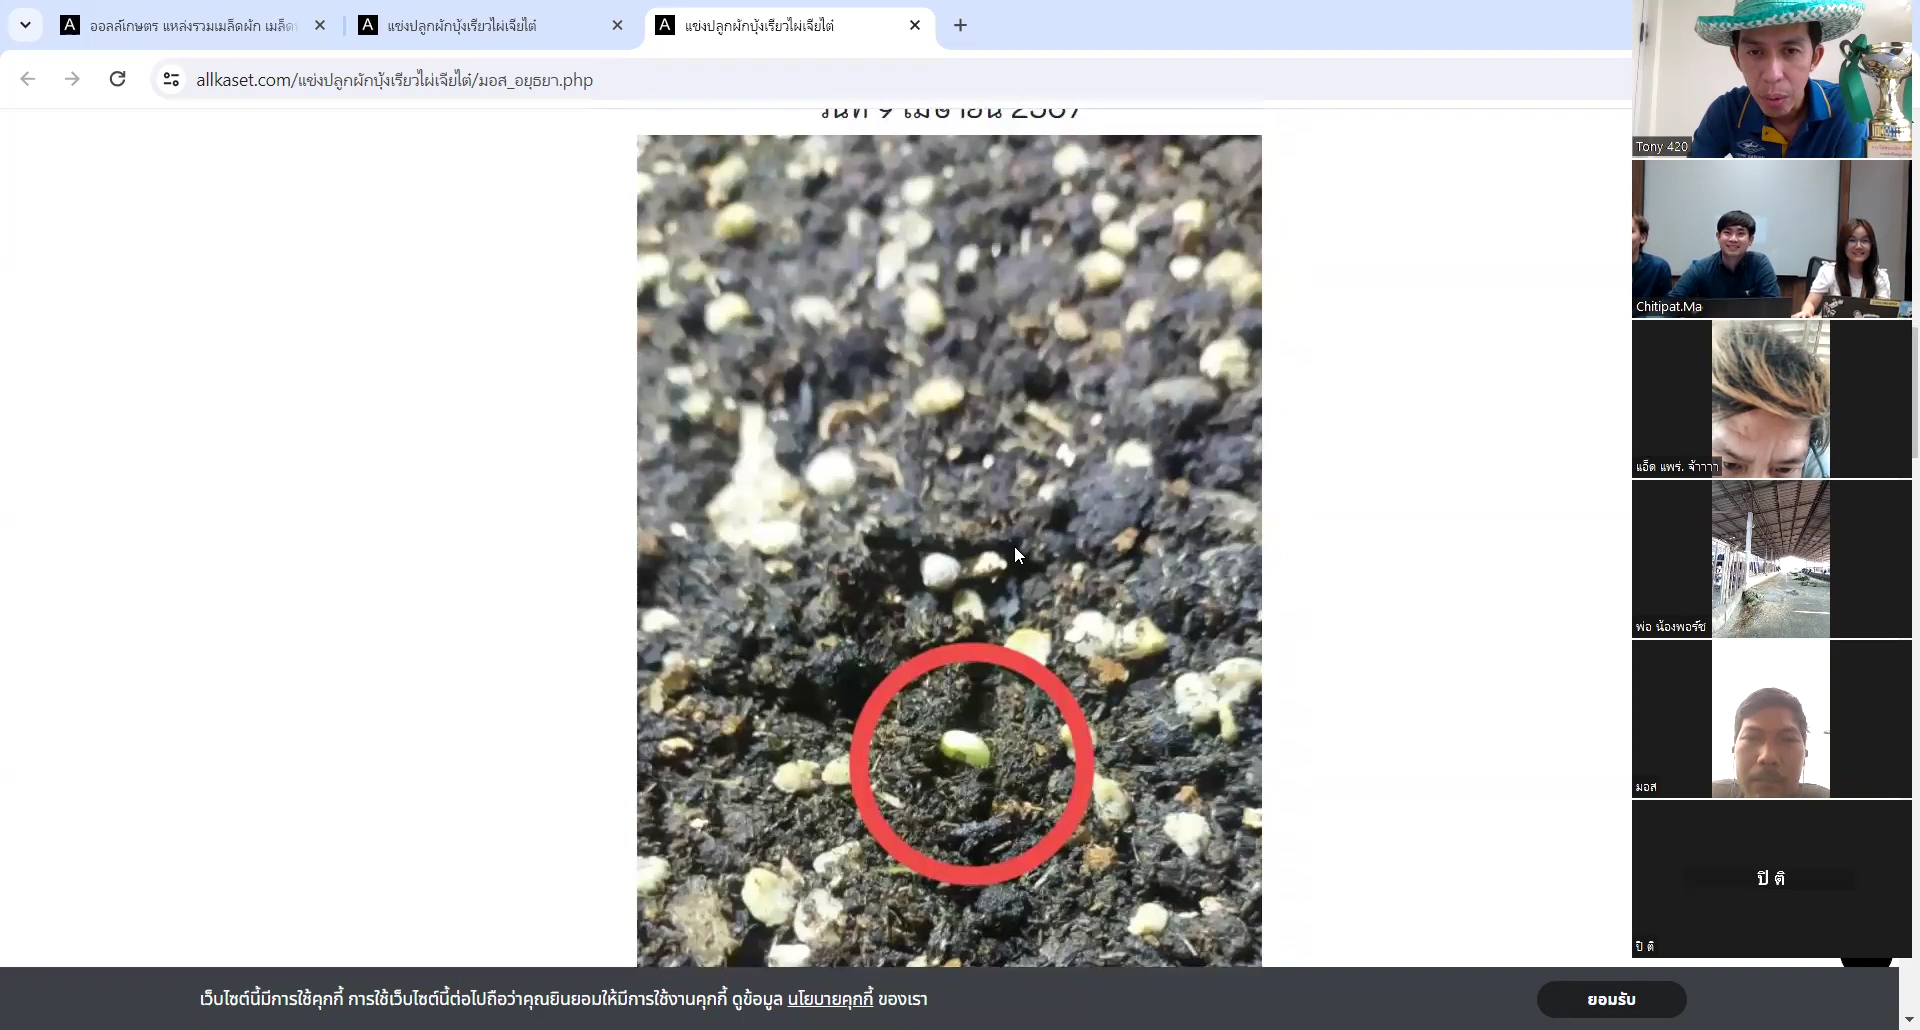 ออลล์เกษตร แหล่งรวมเมล็ดผัก เมล็ด
แข่งปลูกผักบุ้งเรียวไผ่เจียไต๋
แข่งปลูกผักบุ้งเรียวไผ่เจียไต๋
allkaset.com/แข่งปลูกผักบุ้งเรียวไผ่เจียไต๋/มอส_อยุธยา.php
วันที่ 9 เมษายน 2567
Tony 420
Chitipat.Ma
แอ็ด แพร่. จ้าาาา
พ่อ น้องพอร์ช
มอส
ปิ ติ
ปิ ติ
เว็บไซต์นี้มีการใช้คุกกี้ การใช้เว็บไซต์นี้ต่อไปถือว่าคุณยินยอมให้มีการใช้งานคุกกี้ ดูข้อมูล นโยบายคุกกี้ ของเรา
ยอมรับ